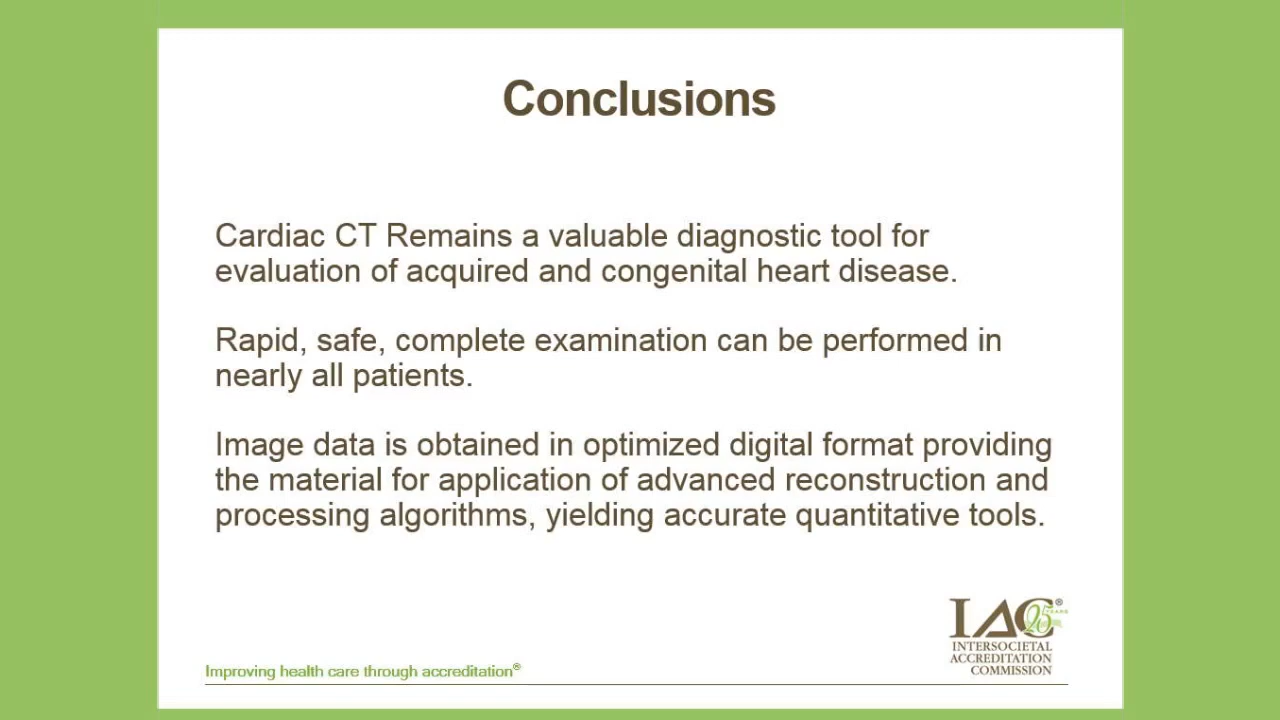 Conclusions
Cardiac CT Remains a valuable diagnostic tool for
evaluation of acquired and congenital heart disease.
Rapid, safe, complete examination can be performed in
nearly all patients.
Image data is obtained in optimized digital format providing
the material for application of advanced reconstruction and
processing algorithms, yielding accurate quantitative tools.
IAC® 25 YEARS
INTERSOCIETAL
ACCREDITATION
COMMISSION
Improving health care through accreditation®